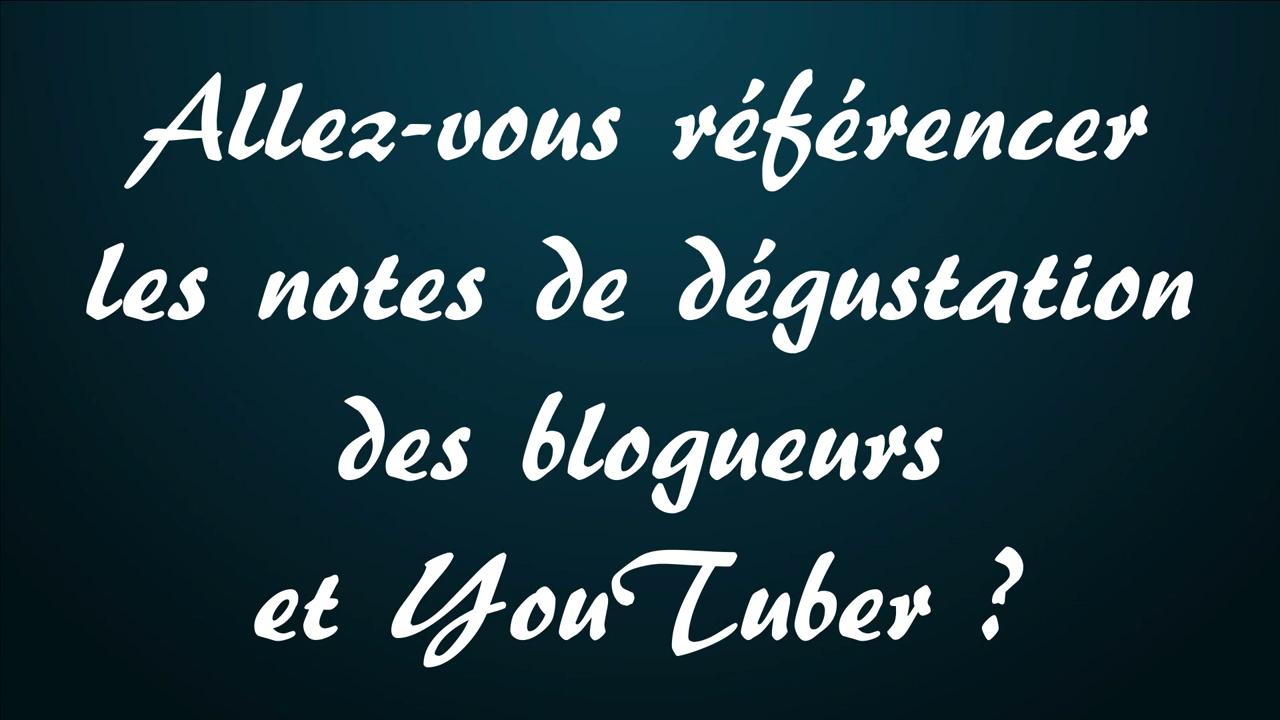 Allez-vous référencer
les notes de dégustation
des blogueurs
et YouTuber ?